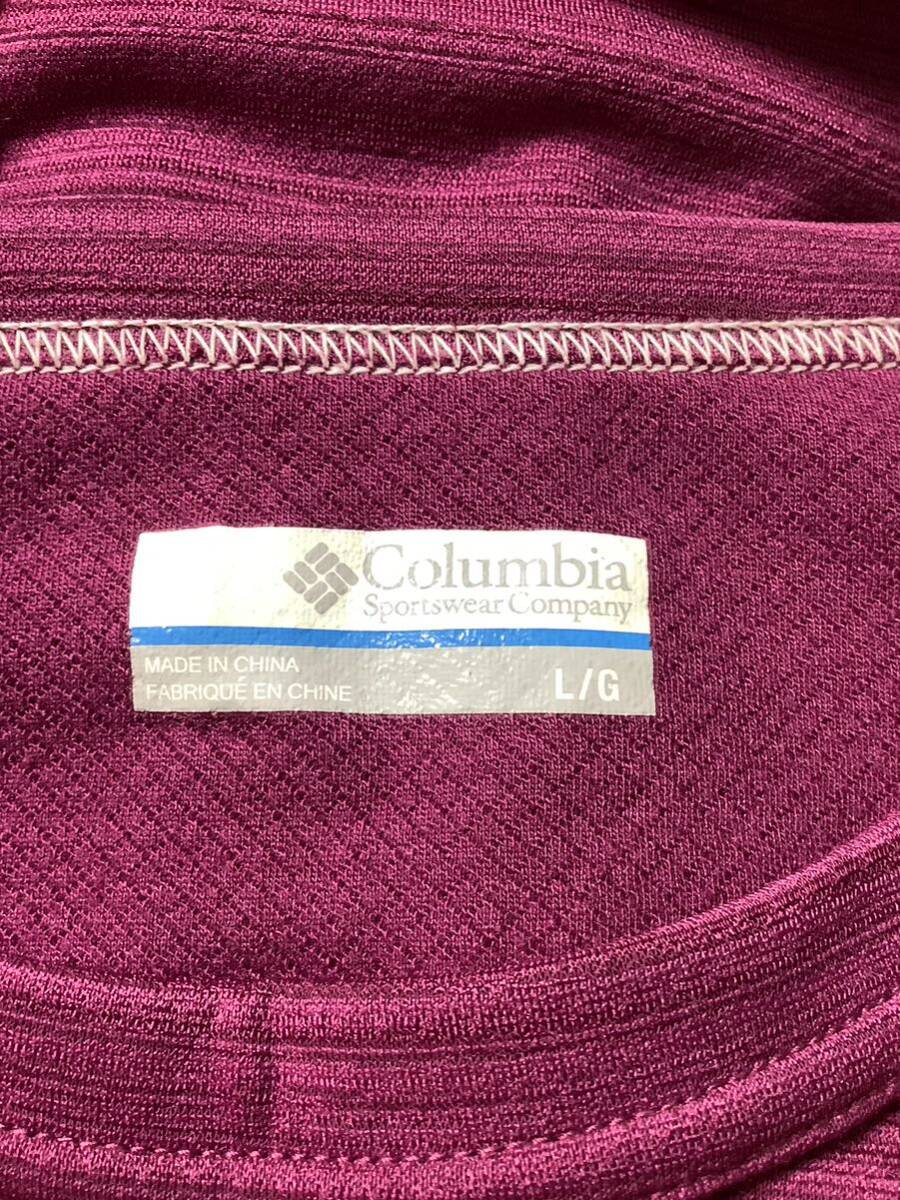 Columbia
Sportswear Company
MADE IN CHINA
FABRIQUÉ EN CHINE
L/G